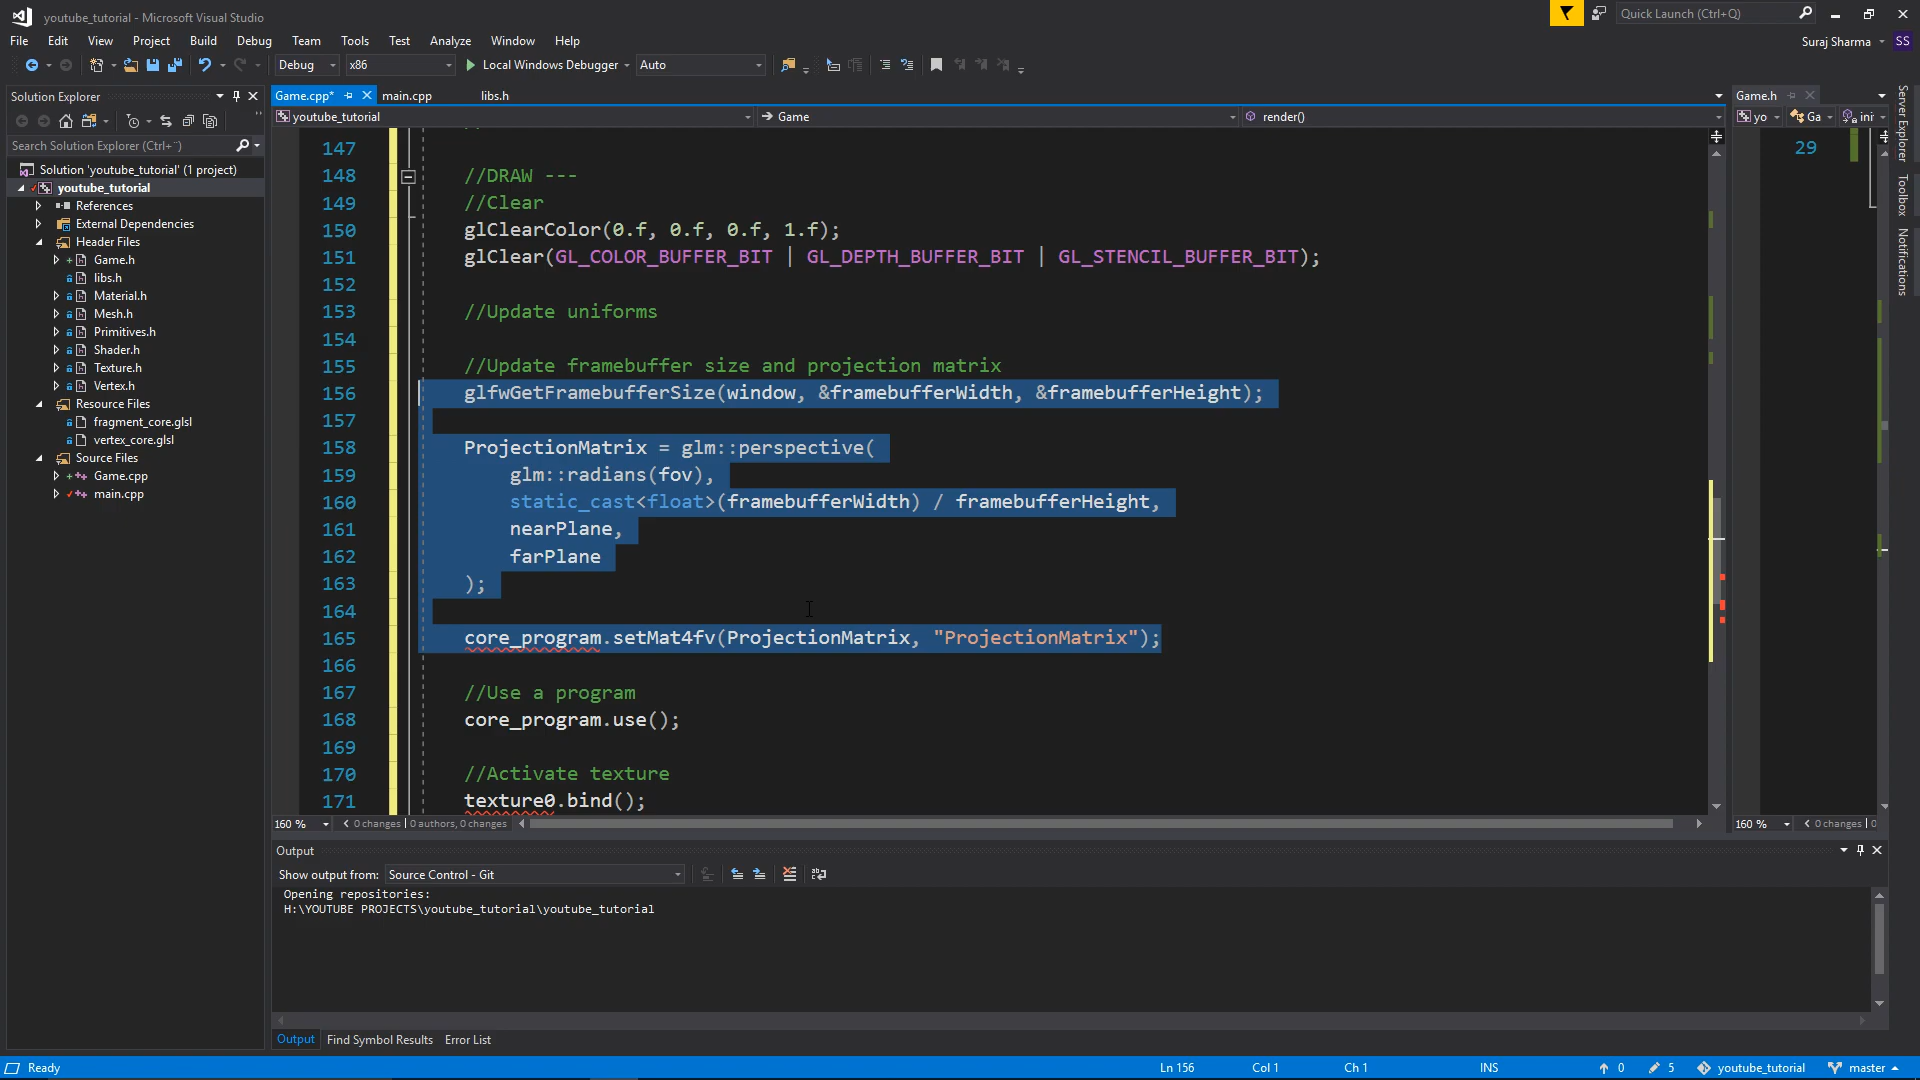 youtube_tutorial - Microsoft Visual Studio
Quick Launch (Ctrl+Q)
File Edit View Project Build Debug Team Tools Test Analyze Window Help
Suraj Sharma
SS
Debug x86 Local Windows Debugger Auto
Solution Explorer
Game.cpp* main.cpp libs.h
Game.h
youtube_tutorial Game render()
yo Ga ini
Search Solution Explorer (Ctrl+¨)
Solution 'youtube_tutorial' (1 project)
youtube_tutorial
References
External Dependencies
Header Files
Game.h
libs.h
Material.h
Mesh.h
Primitives.h
Shader.h
Texture.h
Vertex.h
Resource Files
fragment_core.glsl
vertex_core.glsl
Source Files
Game.cpp
main.cpp
147
148 //DRAW ---
149 //Clear
150 glClearColor(0.f, 0.f, 0.f, 1.f);
151 glClear(GL_COLOR_BUFFER_BIT | GL_DEPTH_BUFFER_BIT | GL_STENCIL_BUFFER_BIT);
152
153 //Update uniforms
154
155 //Update framebuffer size and projection matrix
156 glfwGetFramebufferSize(window, &framebufferWidth, &framebufferHeight);
157
158 ProjectionMatrix = glm::perspective(
159 glm::radians(fov),
160 static_cast<float>(framebufferWidth) / framebufferHeight,
161 nearPlane,
162 farPlane
163 );
164
165 core_program.setMat4fv(ProjectionMatrix, "ProjectionMatrix");
166
167 //Use a program
168 core_program.use();
169
170 //Activate texture
171 texture0.bind();
29
Server Explorer
Toolbox
Notifications
160 % 0 changes | 0 authors, 0 changes
160 % 0 changes | 0
Output
Show output from: Source Control - Git
Opening repositories:
H:\YOUTUBE PROJECTS\youtube_tutorial\youtube_tutorial
Output Find Symbol Results Error List
Ready Ln 156 Col 1 Ch 1 INS 0 5 youtube_tutorial master